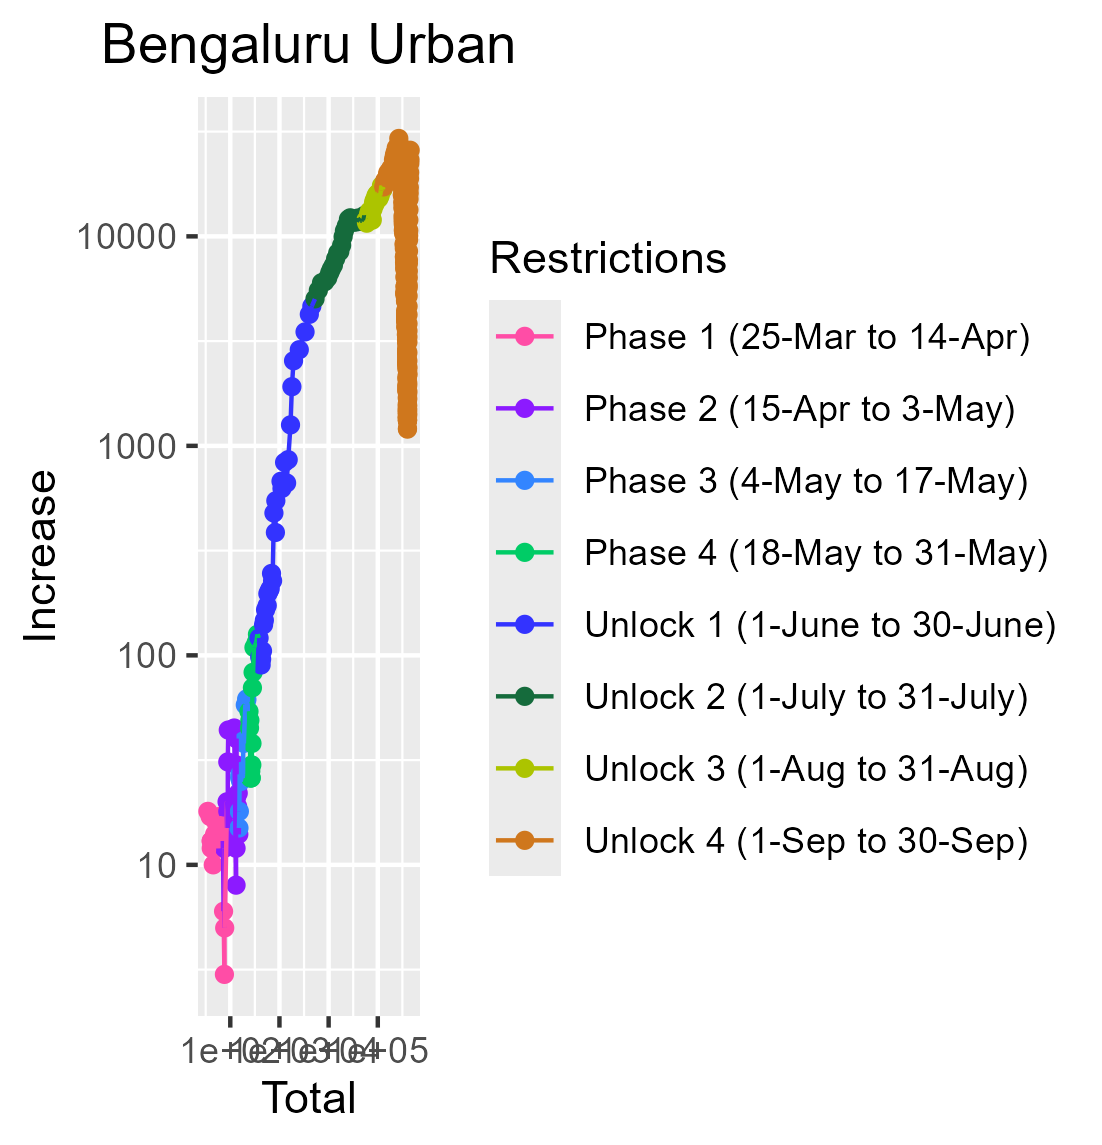 Bengaluru Urban
10000
1000
100
10
Increase
1e+02
1e+03
1e+04
1e+05
Total
Restrictions
Phase 1 (25-Mar to 14-Apr)
Phase 2 (15-Apr to 3-May)
Phase 3 (4-May to 17-May)
Phase 4 (18-May to 31-May)
Unlock 1 (1-June to 30-June)
Unlock 2 (1-July to 31-July)
Unlock 3 (1-Aug to 31-Aug)
Unlock 4 (1-Sep to 30-Sep)